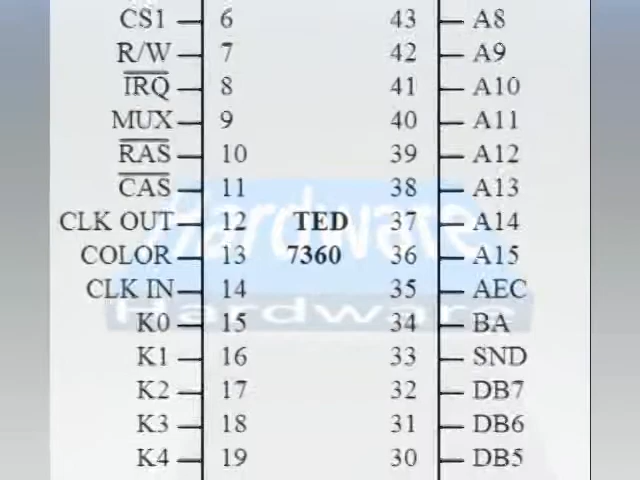 CS1 6 43 A8
R/W 7 42 A9
IRQ 8 41 A10
MUX 9 40 A11
RAS 10 39 A12
CAS 11 38 A13
CLK OUT 12 TED 37 A14
COLOR 13 7360 36 A15
CLK IN 14 35 AEC
Hardware
Hardware
K0 15 34 BA
K1 16 33 SND
K2 17 32 DB7
K3 18 31 DB6
K4 19 30 DB5